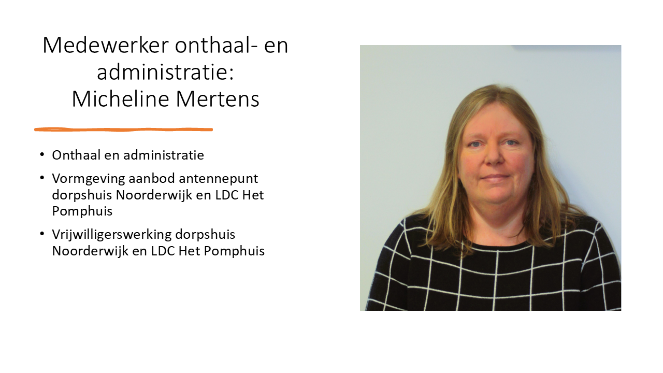 Medewerker onthaal- en
administratie:
Micheline Mertens
• Onthaal en administratie
• Vormgeving aanbod antennepunt
dorpshuis Noorderwijk en LDC Het
Pomphuis
• Vrijwilligerswerking dorpshuis
Noorderwijk en LDC Het Pomphuis